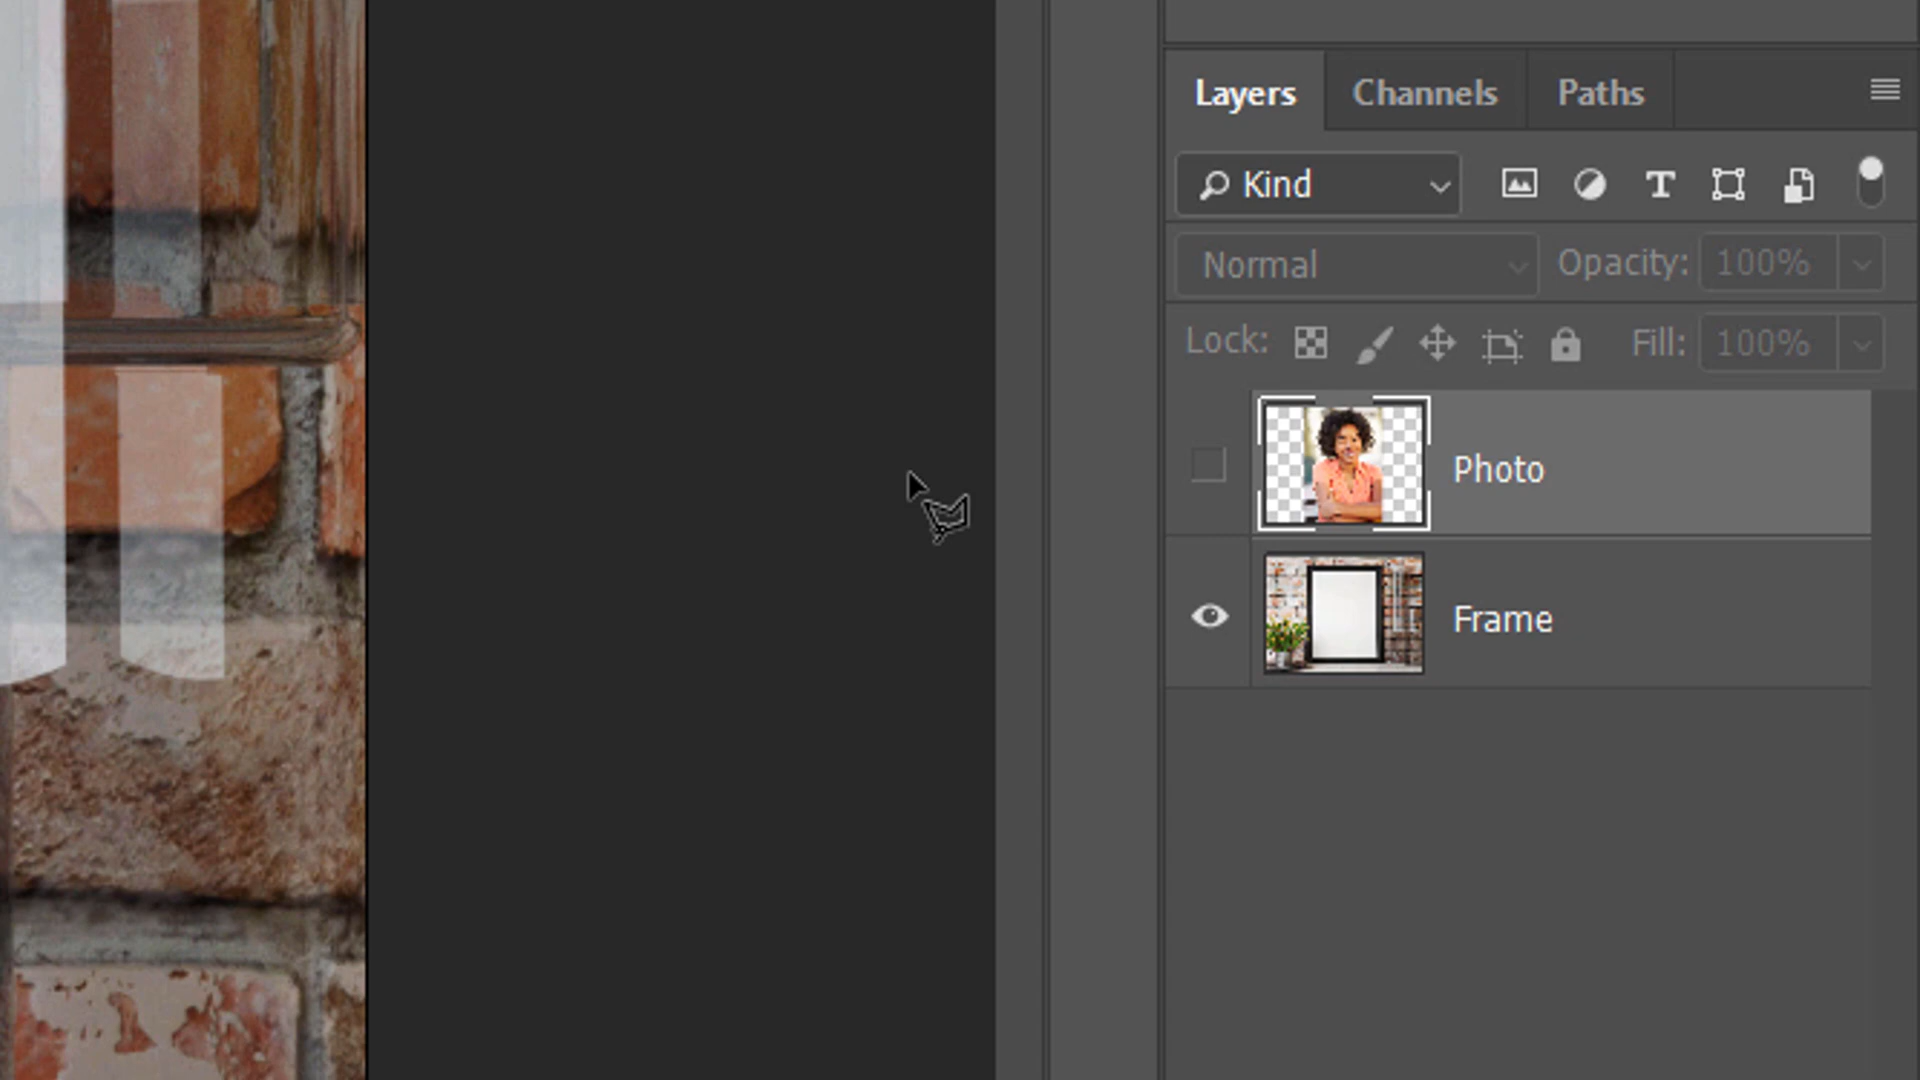 Layers Channels Paths
Kind
Normal Opacity: 100%
Lock: Fill: 100%
Photo
Frame